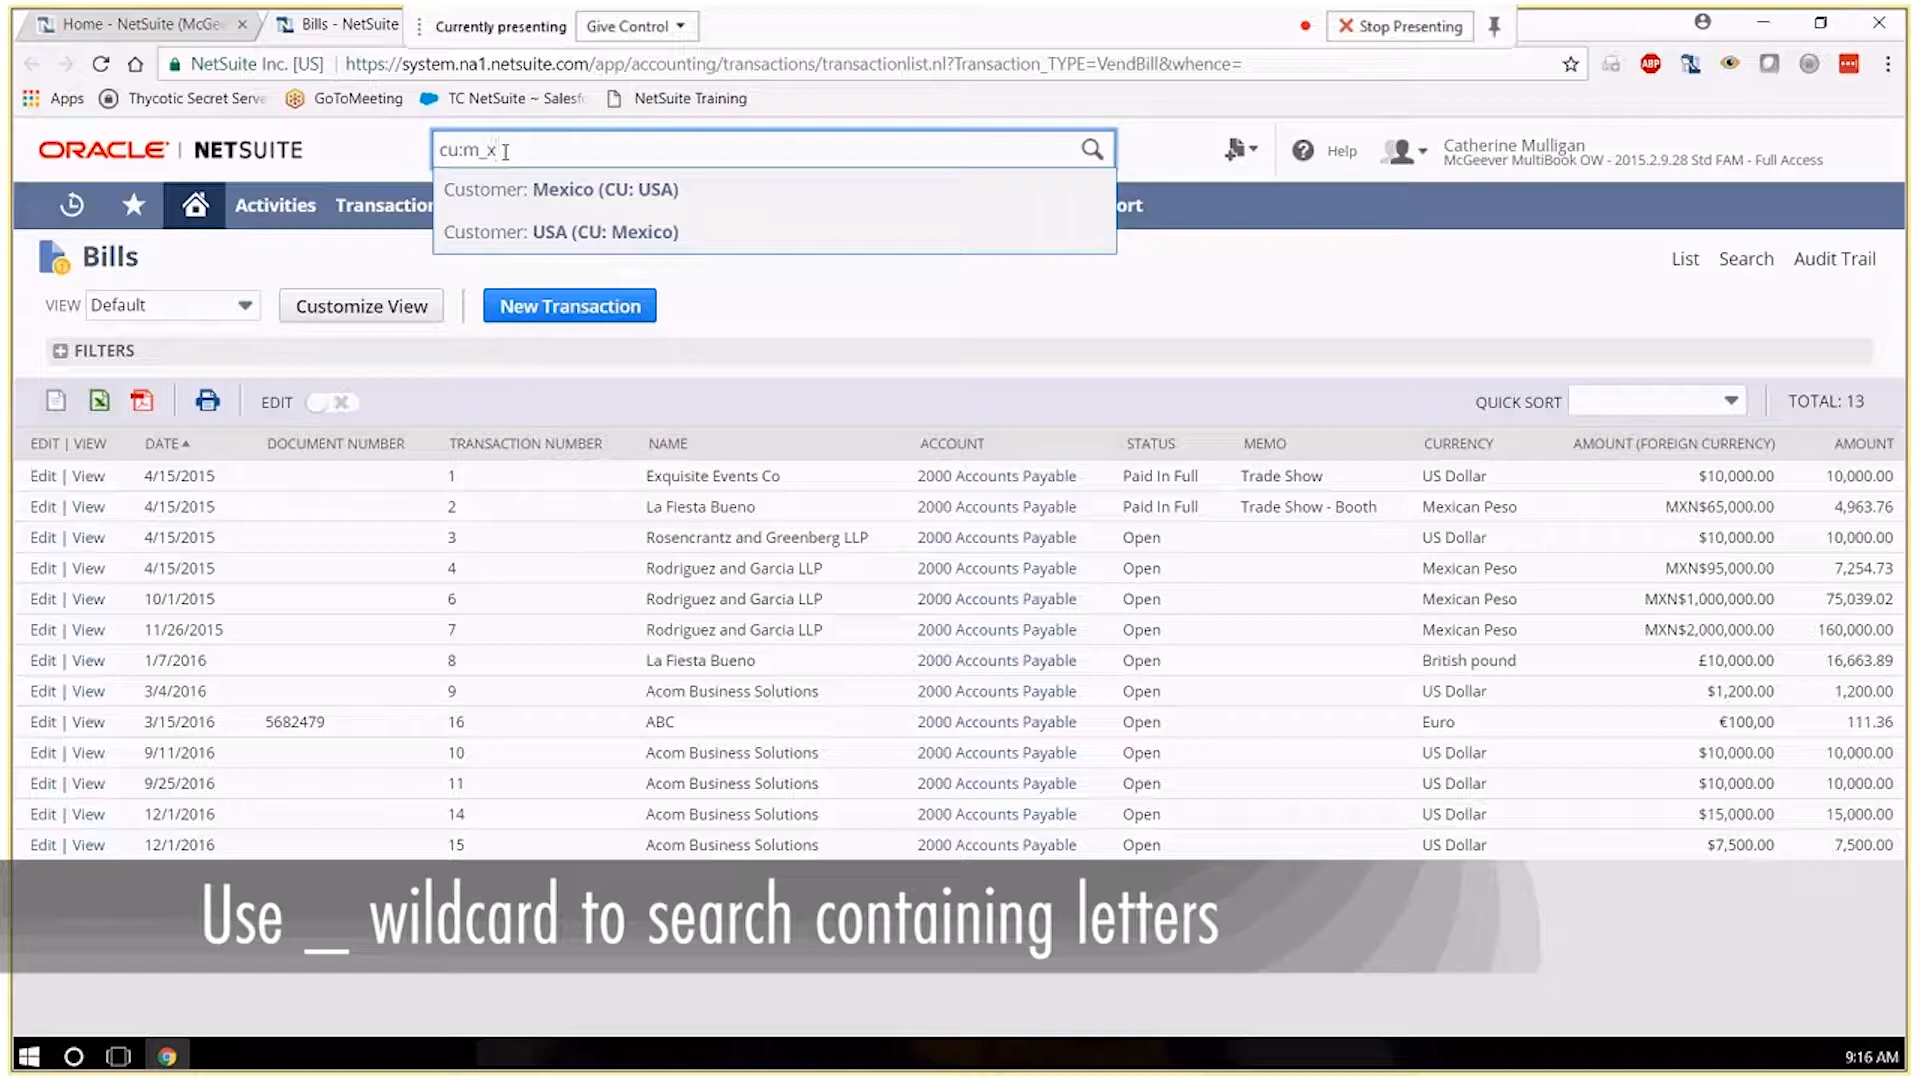 Home - NetSuite (McGe
Bills - NetSuite
Currently presenting
Give Control
Stop Presenting
NetSuite Inc. [US] https://system.na1.netsuite.com/app/accounting/transactions/transactionlist.nl?Transaction_TYPE=VendBill&whence=
ABP
Apps
Thycotic Secret Serve
GoToMeeting
TC NetSuite ~ Salesf
NetSuite Training
ORACLE | NETSUITE
cu:m_x
Help
Catherine Mulligan
McGeever MultiBook OW - 2015.2.9.28 Std FAM - Full Access
Customer: Mexico (CU: USA)
Customer: USA (CU: Mexico)
Activities Transaction ort
Bills
List Search Audit Trail
VIEW Default Customize View New Transaction
FILTERS
EDIT QUICK SORT TOTAL: 13
EDIT | VIEW DATE DOCUMENT NUMBER TRANSACTION NUMBER NAME ACCOUNT STATUS MEMO CURRENCY AMOUNT (FOREIGN CURRENCY) AMOUNT
Edit | View 4/15/2015 1 Exquisite Events Co 2000 Accounts Payable Paid In Full Trade Show US Dollar $10,000.00 10,000.00
Edit | View 4/15/2015 2 La Fiesta Bueno 2000 Accounts Payable Paid In Full Trade Show - Booth Mexican Peso MXN$65,000.00 4,963.76
Edit | View 4/15/2015 3 Rosencrantz and Greenberg LLP 2000 Accounts Payable Open US Dollar $10,000.00 10,000.00
Edit | View 4/15/2015 4 Rodriguez and Garcia LLP 2000 Accounts Payable Open Mexican Peso MXN$95,000.00 7,254.73
Edit | View 10/1/2015 6 Rodriguez and Garcia LLP 2000 Accounts Payable Open Mexican Peso MXN$1,000,000.00 75,039.02
Edit | View 11/26/2015 7 Rodriguez and Garcia LLP 2000 Accounts Payable Open Mexican Peso MXN$2,000,000.00 160,000.00
Edit | View 1/7/2016 8 La Fiesta Bueno 2000 Accounts Payable Open British pound £10,000.00 16,663.89
Edit | View 3/4/2016 9 Acom Business Solutions 2000 Accounts Payable Open US Dollar $1,200.00 1,200.00
Edit | View 3/15/2016 5682479 16 ABC 2000 Accounts Payable Open Euro €100,00 111.36
Edit | View 9/11/2016 10 Acom Business Solutions 2000 Accounts Payable Open US Dollar $10,000.00 10,000.00
Edit | View 9/25/2016 11 Acom Business Solutions 2000 Accounts Payable Open US Dollar $10,000.00 10,000.00
Edit | View 12/1/2016 14 Acom Business Solutions 2000 Accounts Payable Open US Dollar $15,000.00 15,000.00
Edit | View 12/1/2016 15 Acom Business Solutions 2000 Accounts Payable Open US Dollar $7,500.00 7,500.00
Use _ wildcard to search containing letters
9:16 AM